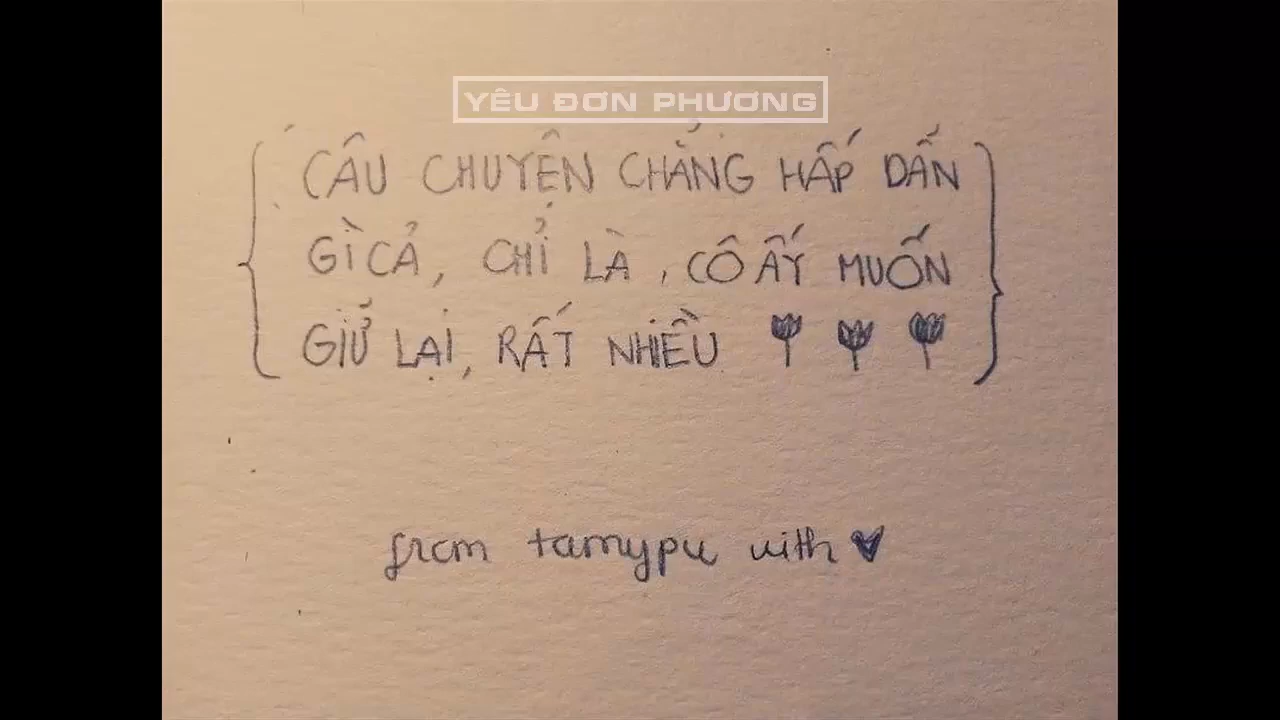 YÊU ĐƠN PHƯƠNG
CÂU CHUYỆN CHẲNG HẤP DẪN
GÌ CẢ, CHỈ LÀ, CÔ ẤY MUỐN
GIỮ LẠI, RẤT NHIỀU
from tamypu with